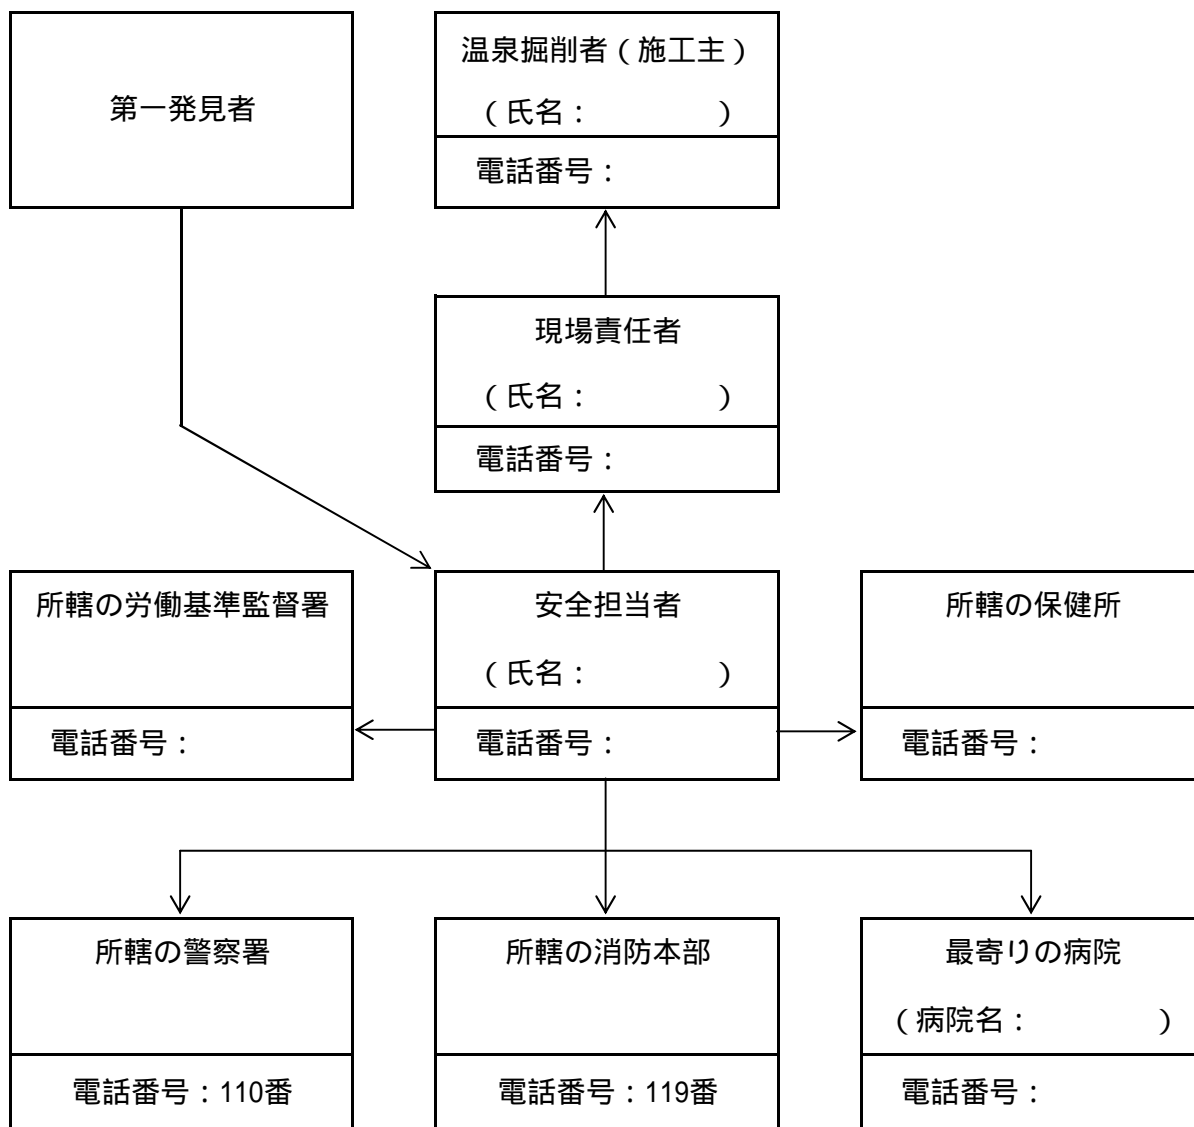 第一発見者
温泉掘削者(施工主)
(氏名:　　　　)
電話番号:
現場責任者
(氏名:　　　　)
電話番号:
所轄の労働基準監督署
電話番号:
安全担当者
(氏名:　　　　)
電話番号:
所轄の保健所
電話番号:
所轄の警察署
電話番号:110番
所轄の消防本部
電話番号:119番
最寄りの病院
(病院名:　　　　)
電話番号: